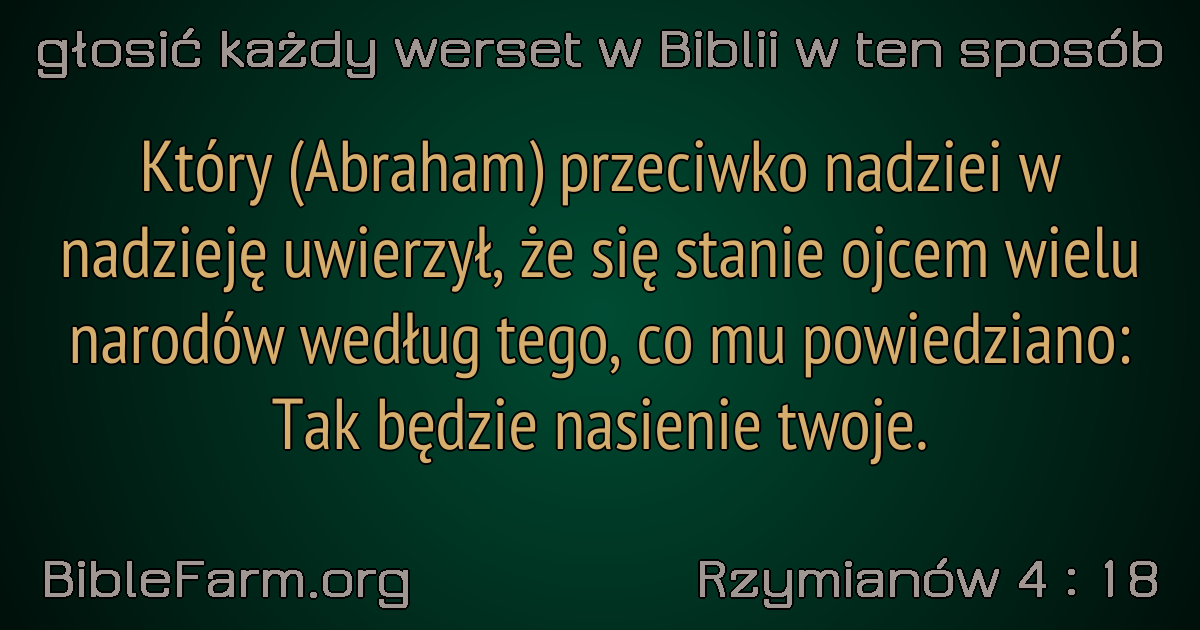 głosić każdy werset w Biblii w ten sposób
Który (Abraham) przeciwko nadziei w
nadzieję uwierzył, że się stanie ojcem wielu
narodów według tego, co mu powiedziano:
Tak będzie nasienie twoje.
BibleFarm.org
Rzymianów 4 : 18